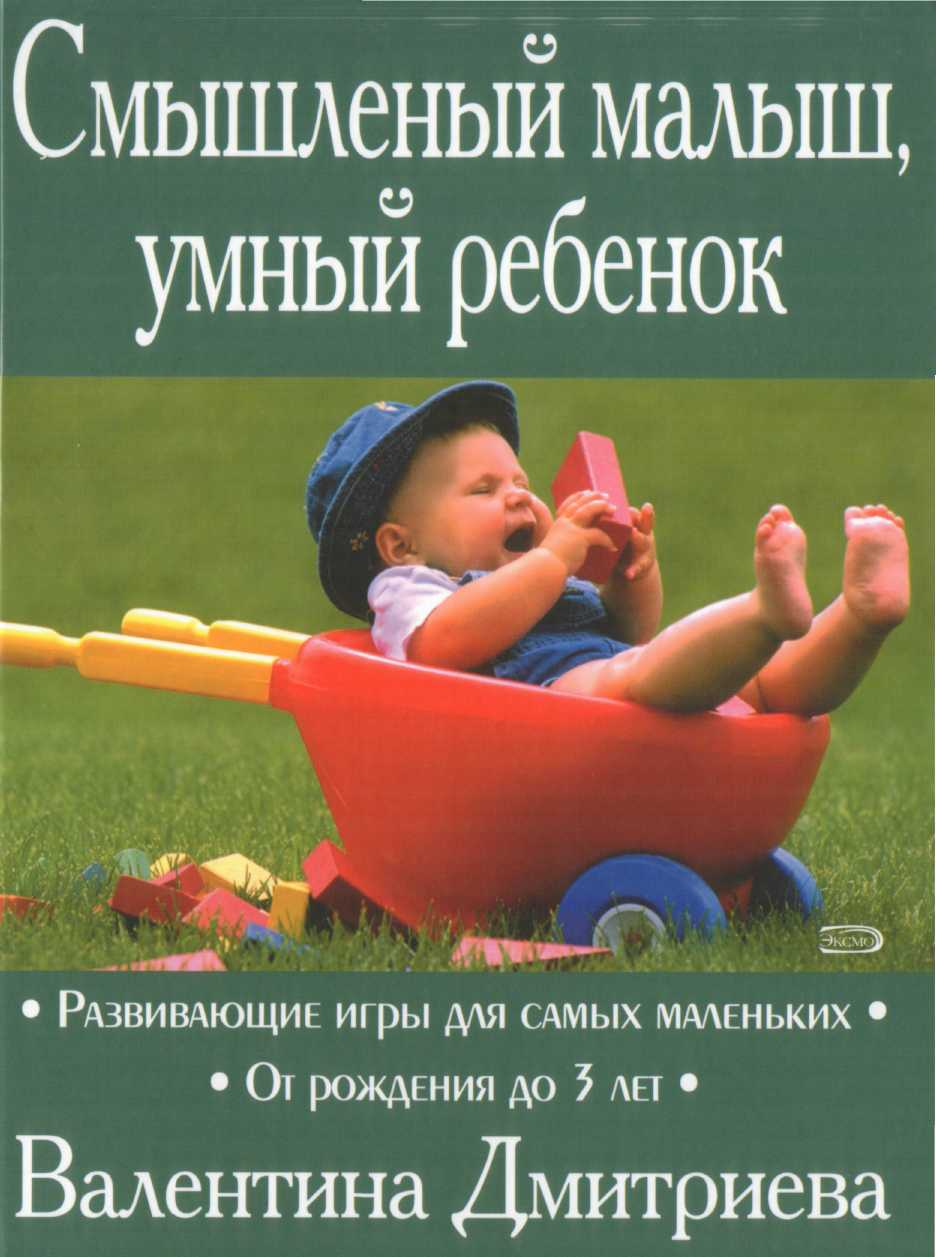 Смышленый малыш,
умный ребенок
ЭКСМО
• Развивающие игры для самых маленьких •
• От рождения до 3 лет •
Валентина Дмитриева